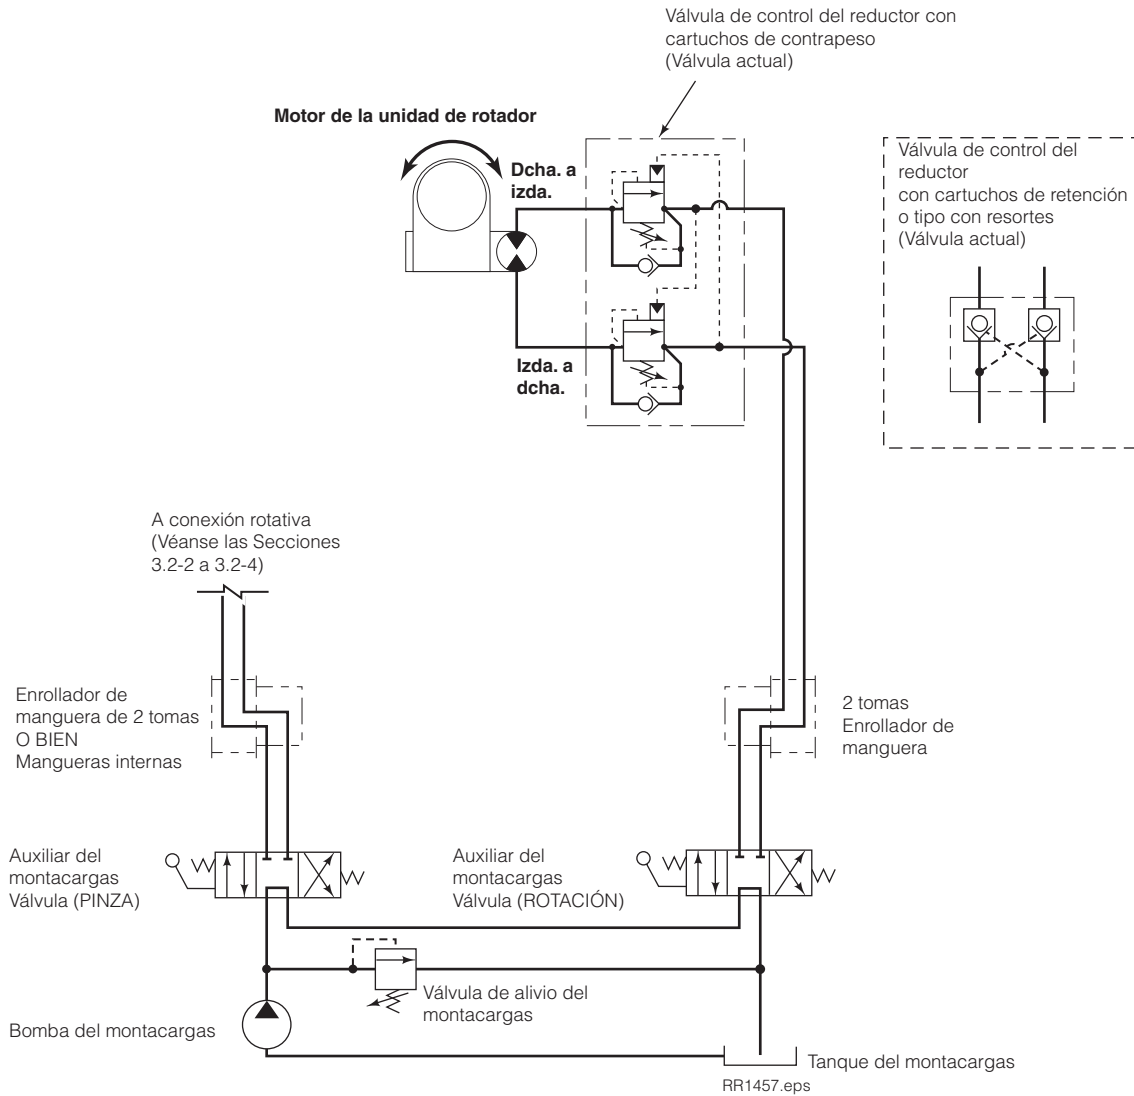 Válvula de control del reductor con
cartuchos de contrapeso
(Válvula actual)
Motor de la unidad de rotador
Dcha. a
izda.
Válvula de control del
reductor
con cartuchos de retención
o tipo con resortes
(Válvula actual)
Izda. a
dcha.
A conexión rotativa
(Véanse las Secciones
3.2-2 a 3.2-4)
Enrollador de
manguera de 2 tomas
O BIEN
Mangueras internas
2 tomas
Enrollador de
manguera
Auxiliar del
montacargas
Válvula (PINZA)
Auxiliar del
montacargas
Válvula (ROTACIÓN)
Válvula de alivio del
montacargas
Bomba del montacargas
Tanque del montacargas
RR1457.eps